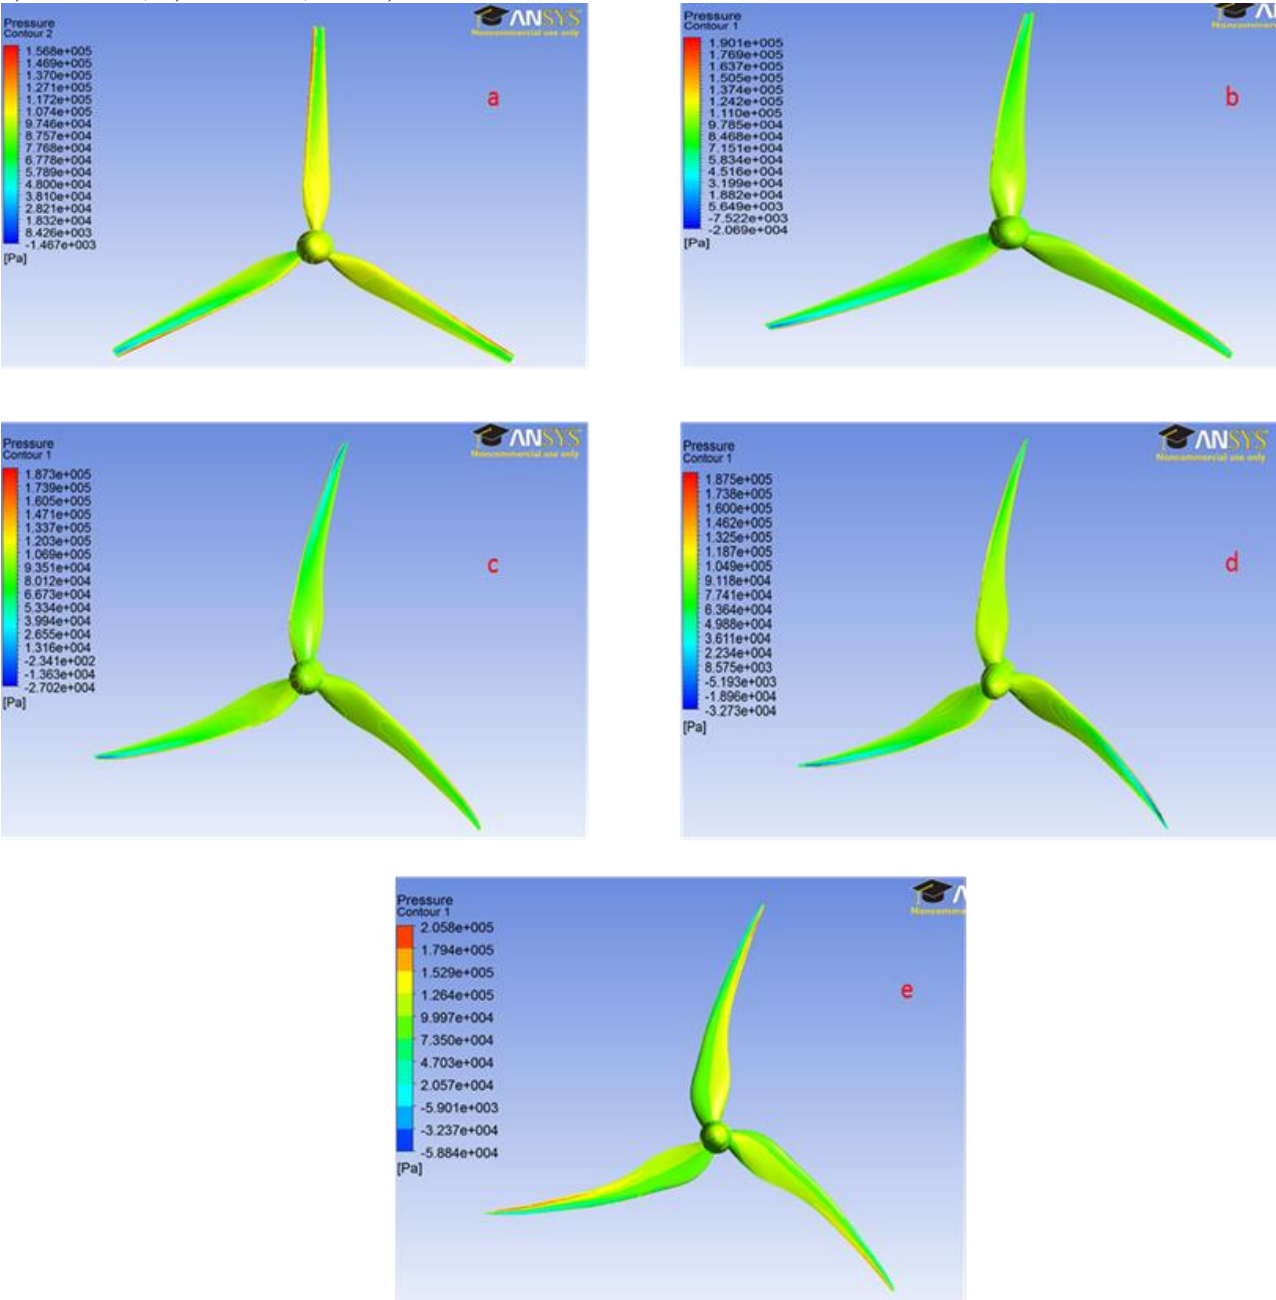 Pressure
Contour 2
1.568e+005
1.469e+005
1.370e+005
1.271e+005
1.172e+005
1.074e+005
9.746e+004
8.757e+004
7.768e+004
6.778e+004
5.789e+004
4.800e+004
3.810e+004
2.821e+004
1.832e+004
8.426e+003
-1.467e+003
[Pa]
ANSYS
Noncommercial use only
a
Pressure
Contour 1
1.901e+005
1.769e+005
1.637e+005
1.505e+005
1.374e+005
1.242e+005
1.110e+005
9.785e+004
8.468e+004
7.151e+004
5.834e+004
4.516e+004
3.199e+004
1.882e+004
5.649e+003
-7.522e+003
-2.069e+004
[Pa]
b
Pressure
Contour 1
1.873e+005
1.739e+005
1.605e+005
1.471e+005
1.337e+005
1.203e+005
1.069e+005
9.351e+004
8.012e+004
6.673e+004
5.334e+004
3.994e+004
2.655e+004
1.316e+004
-2.341e+002
-1.363e+004
-2.702e+004
[Pa]
ANSYS
Noncommercial use only
c
Pressure
Contour 1
1.875e+005
1.738e+005
1.600e+005
1.462e+005
1.325e+005
1.187e+005
1.049e+005
9.118e+004
7.741e+004
6.364e+004
4.988e+004
3.611e+004
2.234e+004
8.575e+003
-5.193e+003
-1.896e+004
-3.273e+004
[Pa]
ANSYS
Noncommercial use only
d
Pressure
Contour 1
2.058e+005
1.794e+005
1.529e+005
1.264e+005
9.997e+004
7.350e+004
4.703e+004
2.057e+004
-5.901e+003
-3.237e+004
-5.884e+004
[Pa]
Noncomme
e